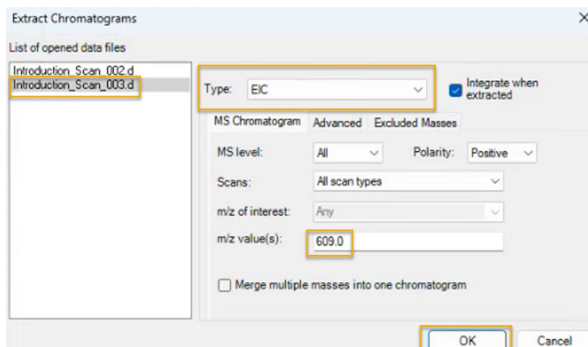 Extract Chromatograms
List of opened data files
Introduction_Scan_002.d
Introduction_Scan_003.d
Type: EIC
Integrate when
extracted
MS Chromatogram Advanced Excluded Masses
MS level: All Polarity: Positive
Scans: All scan types
m/z of interest: Any
m/z value(s): 609.0
Merge multiple masses into one chromatogram
OK Cancel